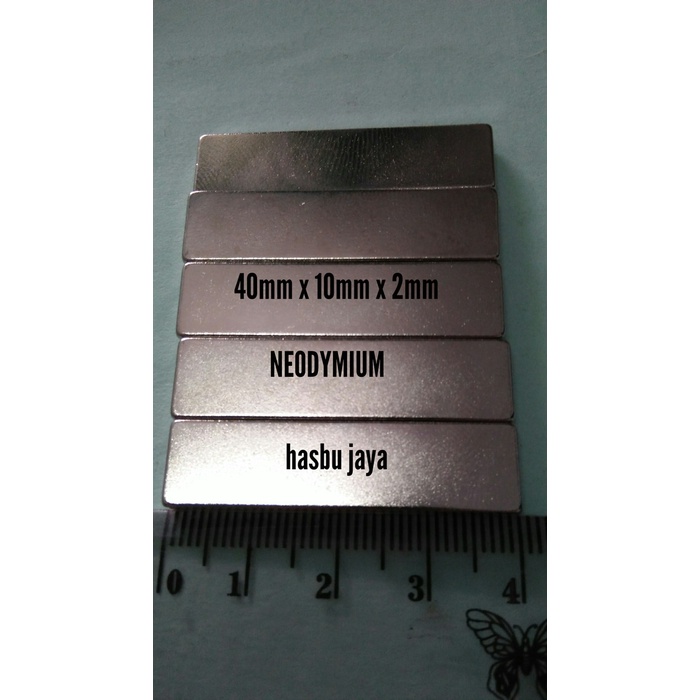 40mm x 10mm x 2mm
NEODYMIUM
hasbu jaya
0 1 2 3 4